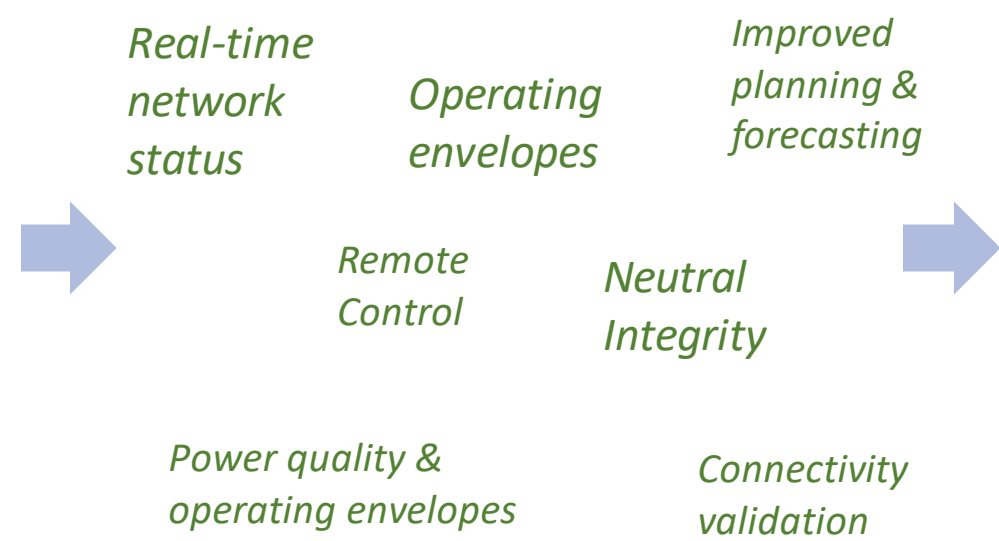 Real-time
network
status
Operating
envelopes
Improved
planning &
forecasting
Remote
Control
Neutral
Integrity
Power quality &
operating envelopes
Connectivity
validation